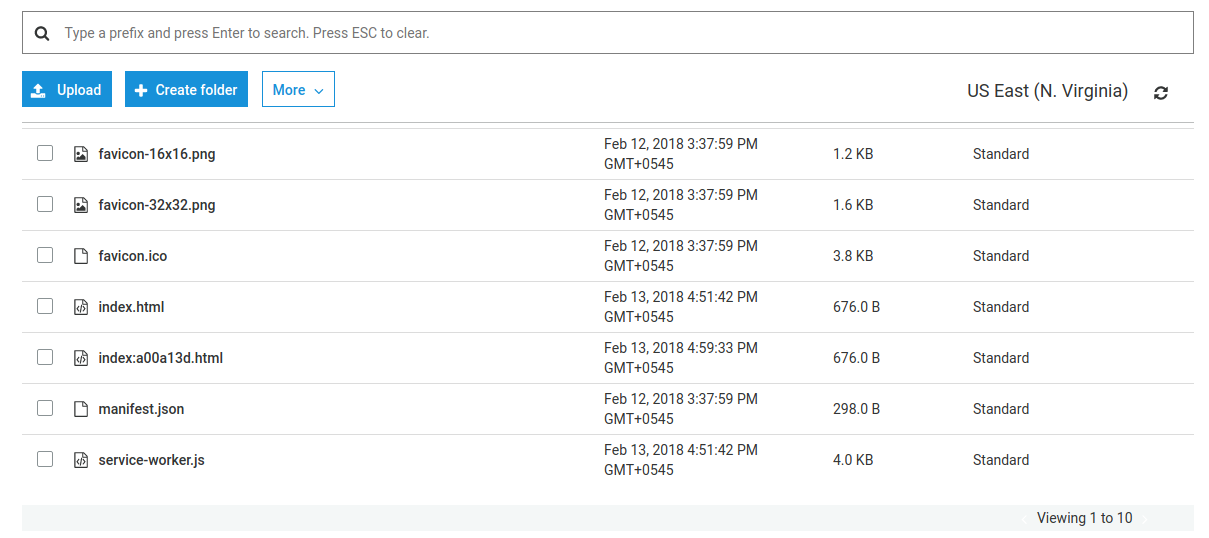 Type a prefix and press Enter to search. Press ESC to clear.
Upload Create folder More US East (N. Virginia)
favicon-16x16.png Feb 12, 2018 3:37:59 PM GMT+0545 1.2 KB Standard
favicon-32x32.png Feb 12, 2018 3:37:59 PM GMT+0545 1.6 KB Standard
favicon.ico Feb 12, 2018 3:37:59 PM GMT+0545 3.8 KB Standard
index.html Feb 13, 2018 4:51:42 PM GMT+0545 676.0 B Standard
index:a00a13d.html Feb 13, 2018 4:59:33 PM GMT+0545 676.0 B Standard
manifest.json Feb 12, 2018 3:37:59 PM GMT+0545 298.0 B Standard
service-worker.js Feb 13, 2018 4:51:42 PM GMT+0545 4.0 KB Standard
Viewing 1 to 10